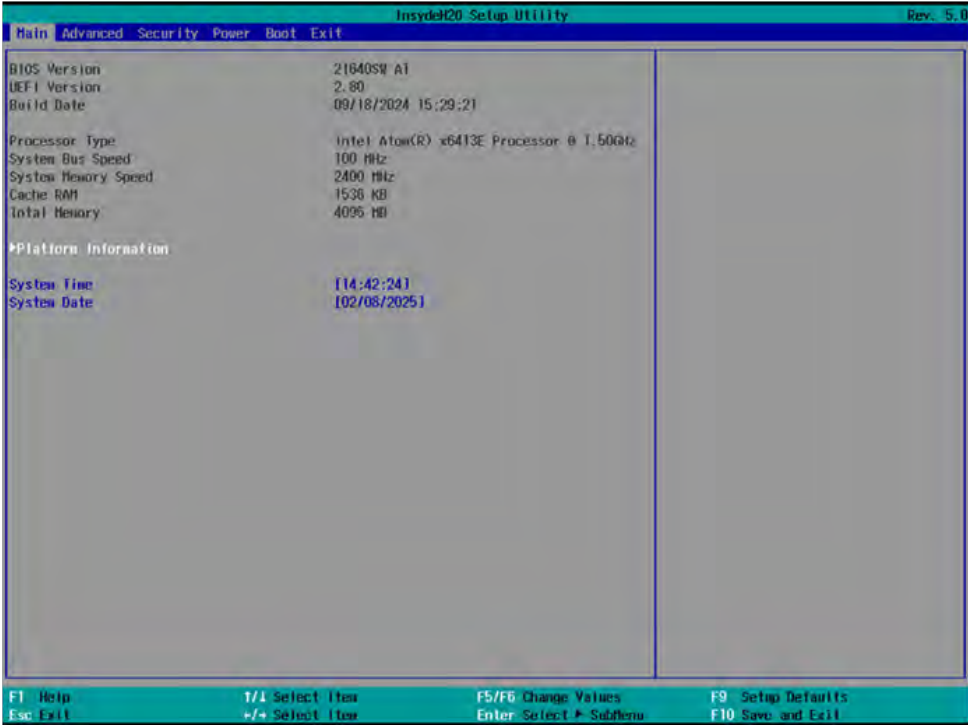 InsydeH2O Setup Utility Rev. 5.0
Main Advanced Security Power Boot Exit
BIOS Version 21640SW A1
UEFI Version 2.80
Build Date 09/18/2024 15:29:21
Processor Type Intel Atom(R) x6413E Processor @ 1.50GHz
System Bus Speed 100 MHz
System Memory Speed 2400 MHz
Cache RAM 1536 KB
Total Memory 4096 MB
▶Platform Information
System Time [14:42:24]
System Date [02/08/2025]
F1 Help ↑/↓ Select Item F5/F6 Change Values F9 Setup Defaults
Esc Exit ←/→ Select Item Enter Select ▶ SubMenu F10 Save and Exit